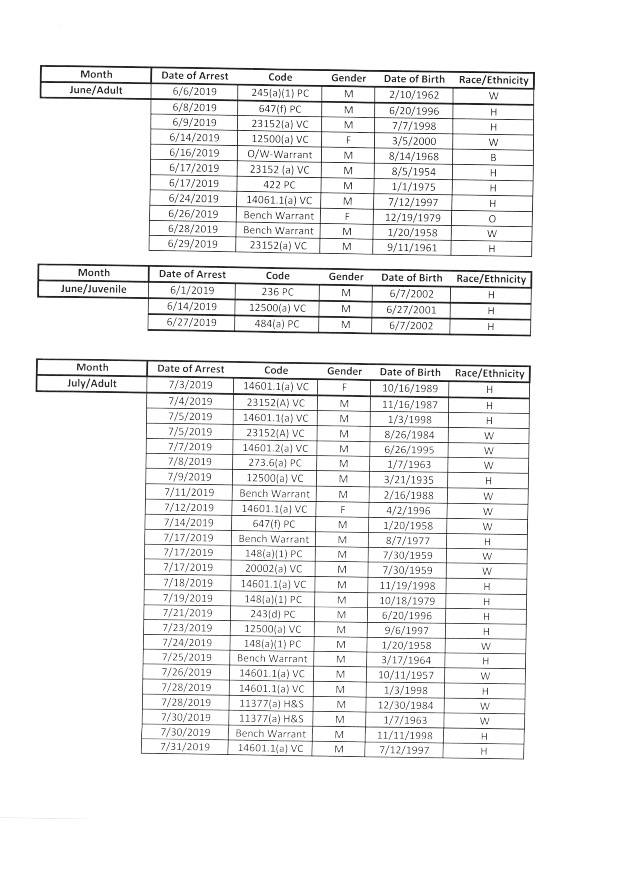 Month Date of Arrest Code Gender Date of Birth Race/Ethnicity
June/Adult 6/6/2019 245(a)(1) PC M 2/10/1962 W
6/8/2019 647(f) PC M 6/20/1996 H
6/9/2019 23152(a) VC M 7/7/1998 H
6/14/2019 12500(a) VC F 3/5/2000 W
6/16/2019 O/W-Warrant M 8/14/1968 B
6/17/2019 23152 (a) VC M 8/5/1954 H
6/17/2019 422 PC M 1/1/1975 H
6/24/2019 14061.1(a) VC M 7/12/1997 H
6/26/2019 Bench Warrant F 12/19/1979 O
6/28/2019 Bench Warrant M 1/20/1958 W
6/29/2019 23152(a) VC M 9/11/1961 H
Month Date of Arrest Code Gender Date of Birth Race/Ethnicity
June/Juvenile 6/1/2019 236 PC M 6/7/2002 H
6/14/2019 12500(a) VC M 6/27/2001 H
6/27/2019 484(a) PC M 6/7/2002 H
Month Date of Arrest Code Gender Date of Birth Race/Ethnicity
July/Adult 7/3/2019 14601.1(a) VC F 10/16/1989 H
7/4/2019 23152(A) VC M 11/16/1987 H
7/5/2019 14601.1(a) VC M 1/3/1998 H
7/5/2019 23152(A) VC M 8/26/1984 W
7/7/2019 14601.2(a) VC M 6/26/1995 W
7/8/2019 273.6(a) PC M 1/7/1963 W
7/9/2019 12500(a) VC M 3/21/1935 H
7/11/2019 Bench Warrant M 2/16/1988 W
7/12/2019 14601.1(a) VC F 4/2/1996 W
7/14/2019 647(f) PC M 1/20/1958 W
7/17/2019 Bench Warrant M 8/7/1977 H
7/17/2019 148(a)(1) PC M 7/30/1959 W
7/17/2019 20002(a) VC M 7/30/1959 W
7/18/2019 14601.1(a) VC M 11/19/1998 H
7/19/2019 148(a)(1) PC M 10/18/1979 H
7/21/2019 243(d) PC M 6/20/1996 H
7/23/2019 12500(a) VC M 9/6/1997 H
7/24/2019 148(a)(1) PC M 1/20/1958 W
7/25/2019 Bench Warrant M 3/17/1964 H
7/26/2019 14601.1(a) VC M 10/11/1957 W
7/28/2019 14601.1(a) VC M 1/3/1998 H
7/28/2019 11377(a) H&S M 12/30/1984 W
7/30/2019 11377(a) H&S M 1/7/1963 W
7/30/2019 Bench Warrant M 11/11/1998 H
7/31/2019 14601.1(a) VC M 7/12/1997 H